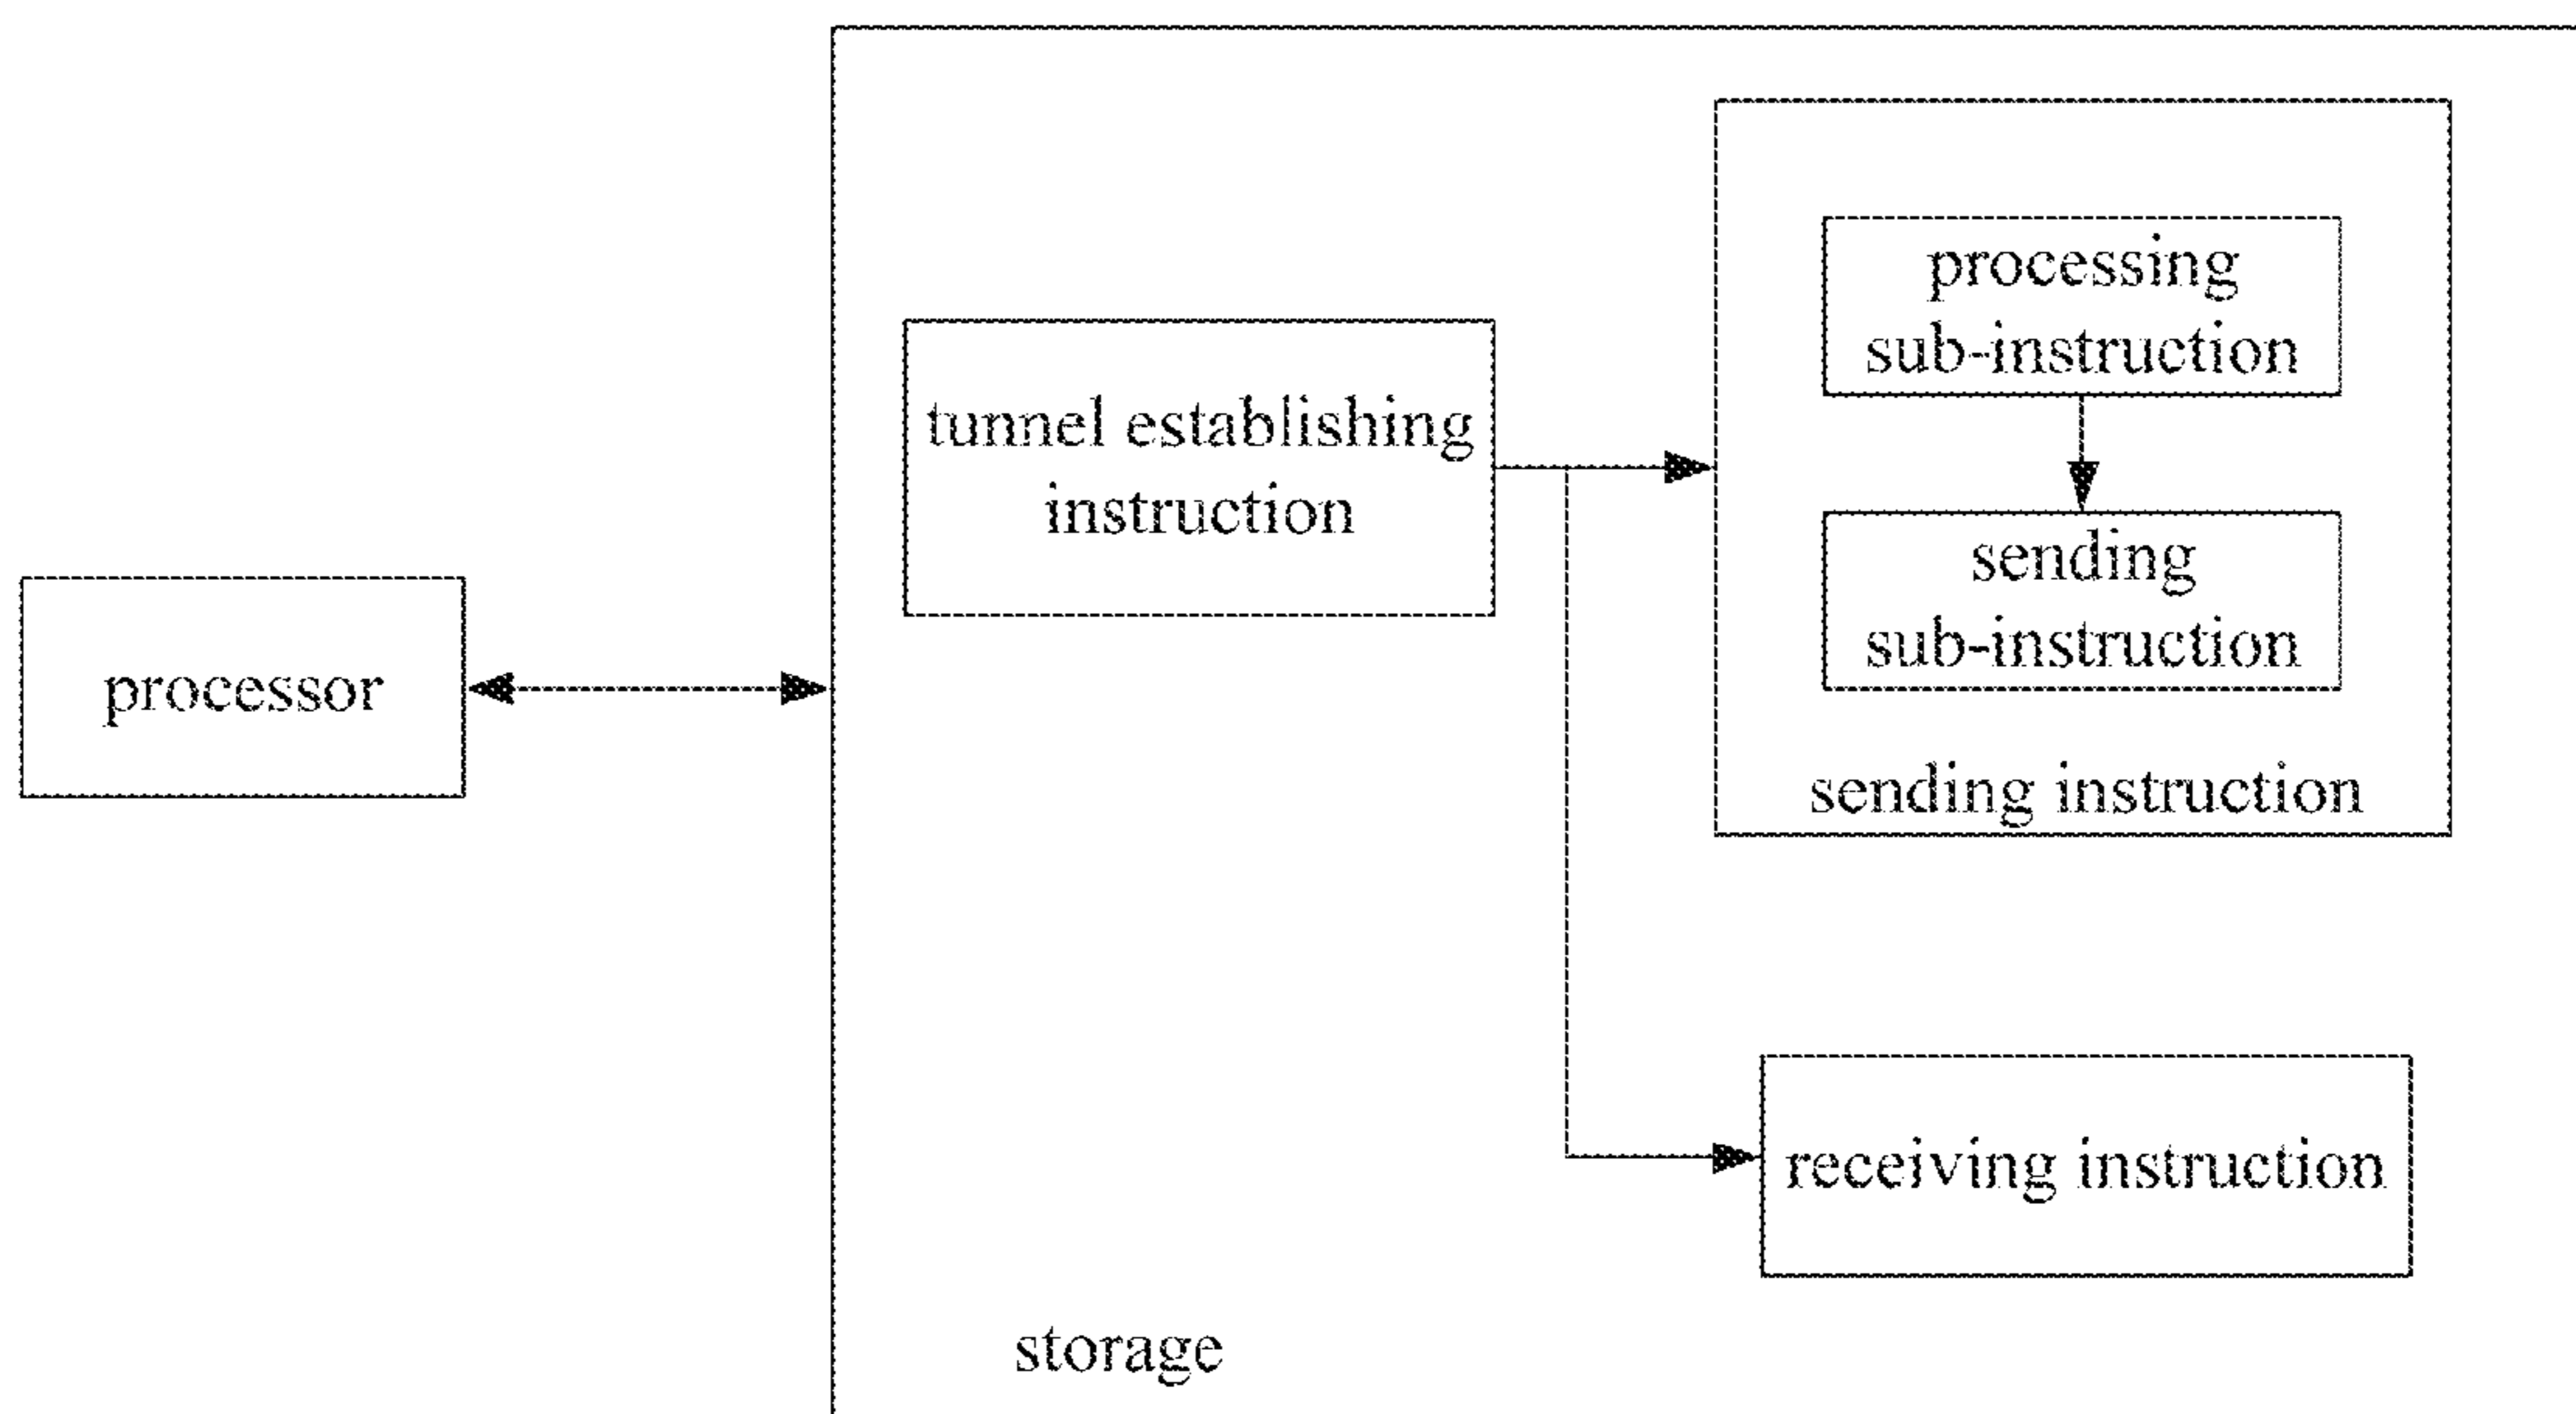 processor
tunnel establishing
instruction
processing
sub-instruction
sending
sub-instruction
sending instruction
receiving instruction
storage